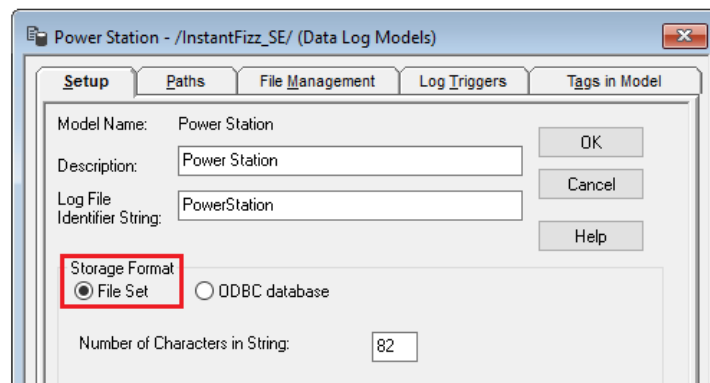 Power Station - /InstantFizz_SE/ (Data Log Models)
Setup Paths File Management Log Triggers Tags in Model
Model Name: Power Station
OK
Description: Power Station
Cancel
Log File
Identifier String: PowerStation
Help
Storage Format
File Set ODBC database
Number of Characters in String: 82